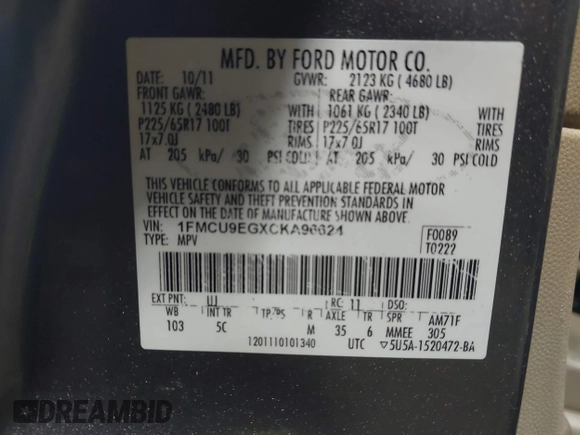 MFD. BY FORD MOTOR CO.
DATE: 10/11 GVWR: 2123 KG ( 4680 LB)
FRONT GAWR: REAR GAWR:
1125 KG ( 2480 LB) WITH 1061 KG ( 2340 LB) WITH
P225/65R17 100T TIRES P225/65R17 100T TIRES
17x7.0J RIMS 17x7.0J RIMS
AT 205 kPa/ 30 PSI COLD AT 205 kPa/ 30 PSI COLD
THIS VEHICLE CONFORMS TO ALL APPLICABLE FEDERAL MOTOR
VEHICLE SAFETY AND THEFT PREVENTION STANDARDS IN EFFECT
ON THE DATE OF MANUFACTURE SHOWN ABOVE.
VIN: F0089
TYPE: MPV T0222
EXT PNT: UJ RC: 11 DSO:
WB INT TR TP/PS R AXLE TR SPR AM71F
103 5C M 35 6 MMEE 305
1201110101340 UTC ▽5U5A-1520472-BA
DREAMBID